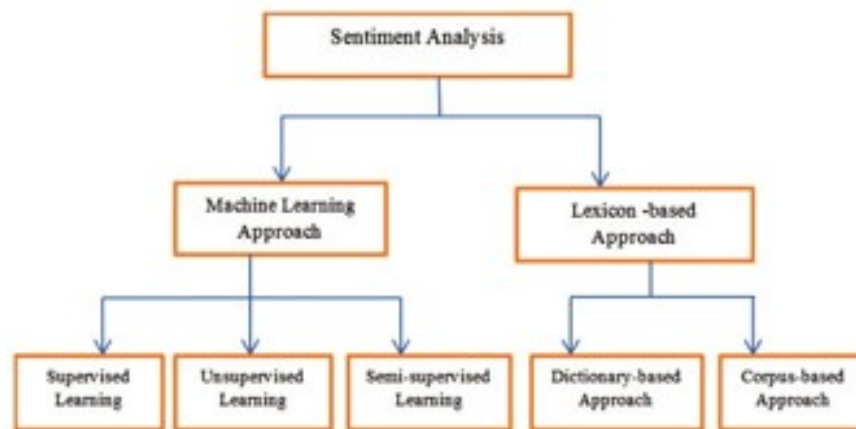 Sentiment Analysis
Machine Learning
Approach
Lexicon -based
Approach
Supervised
Learning
Unsupervised
Learning
Semi-supervised
Learning
Dictionary-based
Approach
Corpus-based
Approach